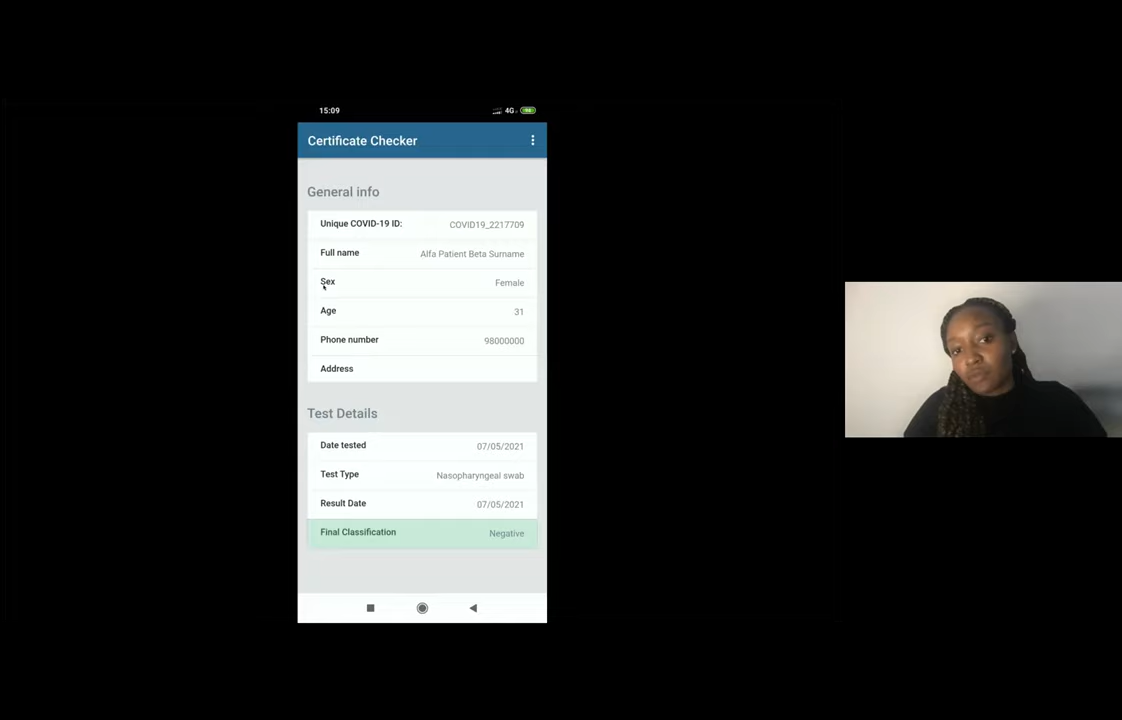 15:09 4G
Certificate Checker
General info
Unique COVID-19 ID: COVID19_2217709
Full name Alfa Patient Beta Surname
Sex Female
Age 31
Phone number 98000000
Address
Test Details
Date tested 07/05/2021
Test Type Nasopharyngeal swab
Result Date 07/05/2021
Final Classification Negative